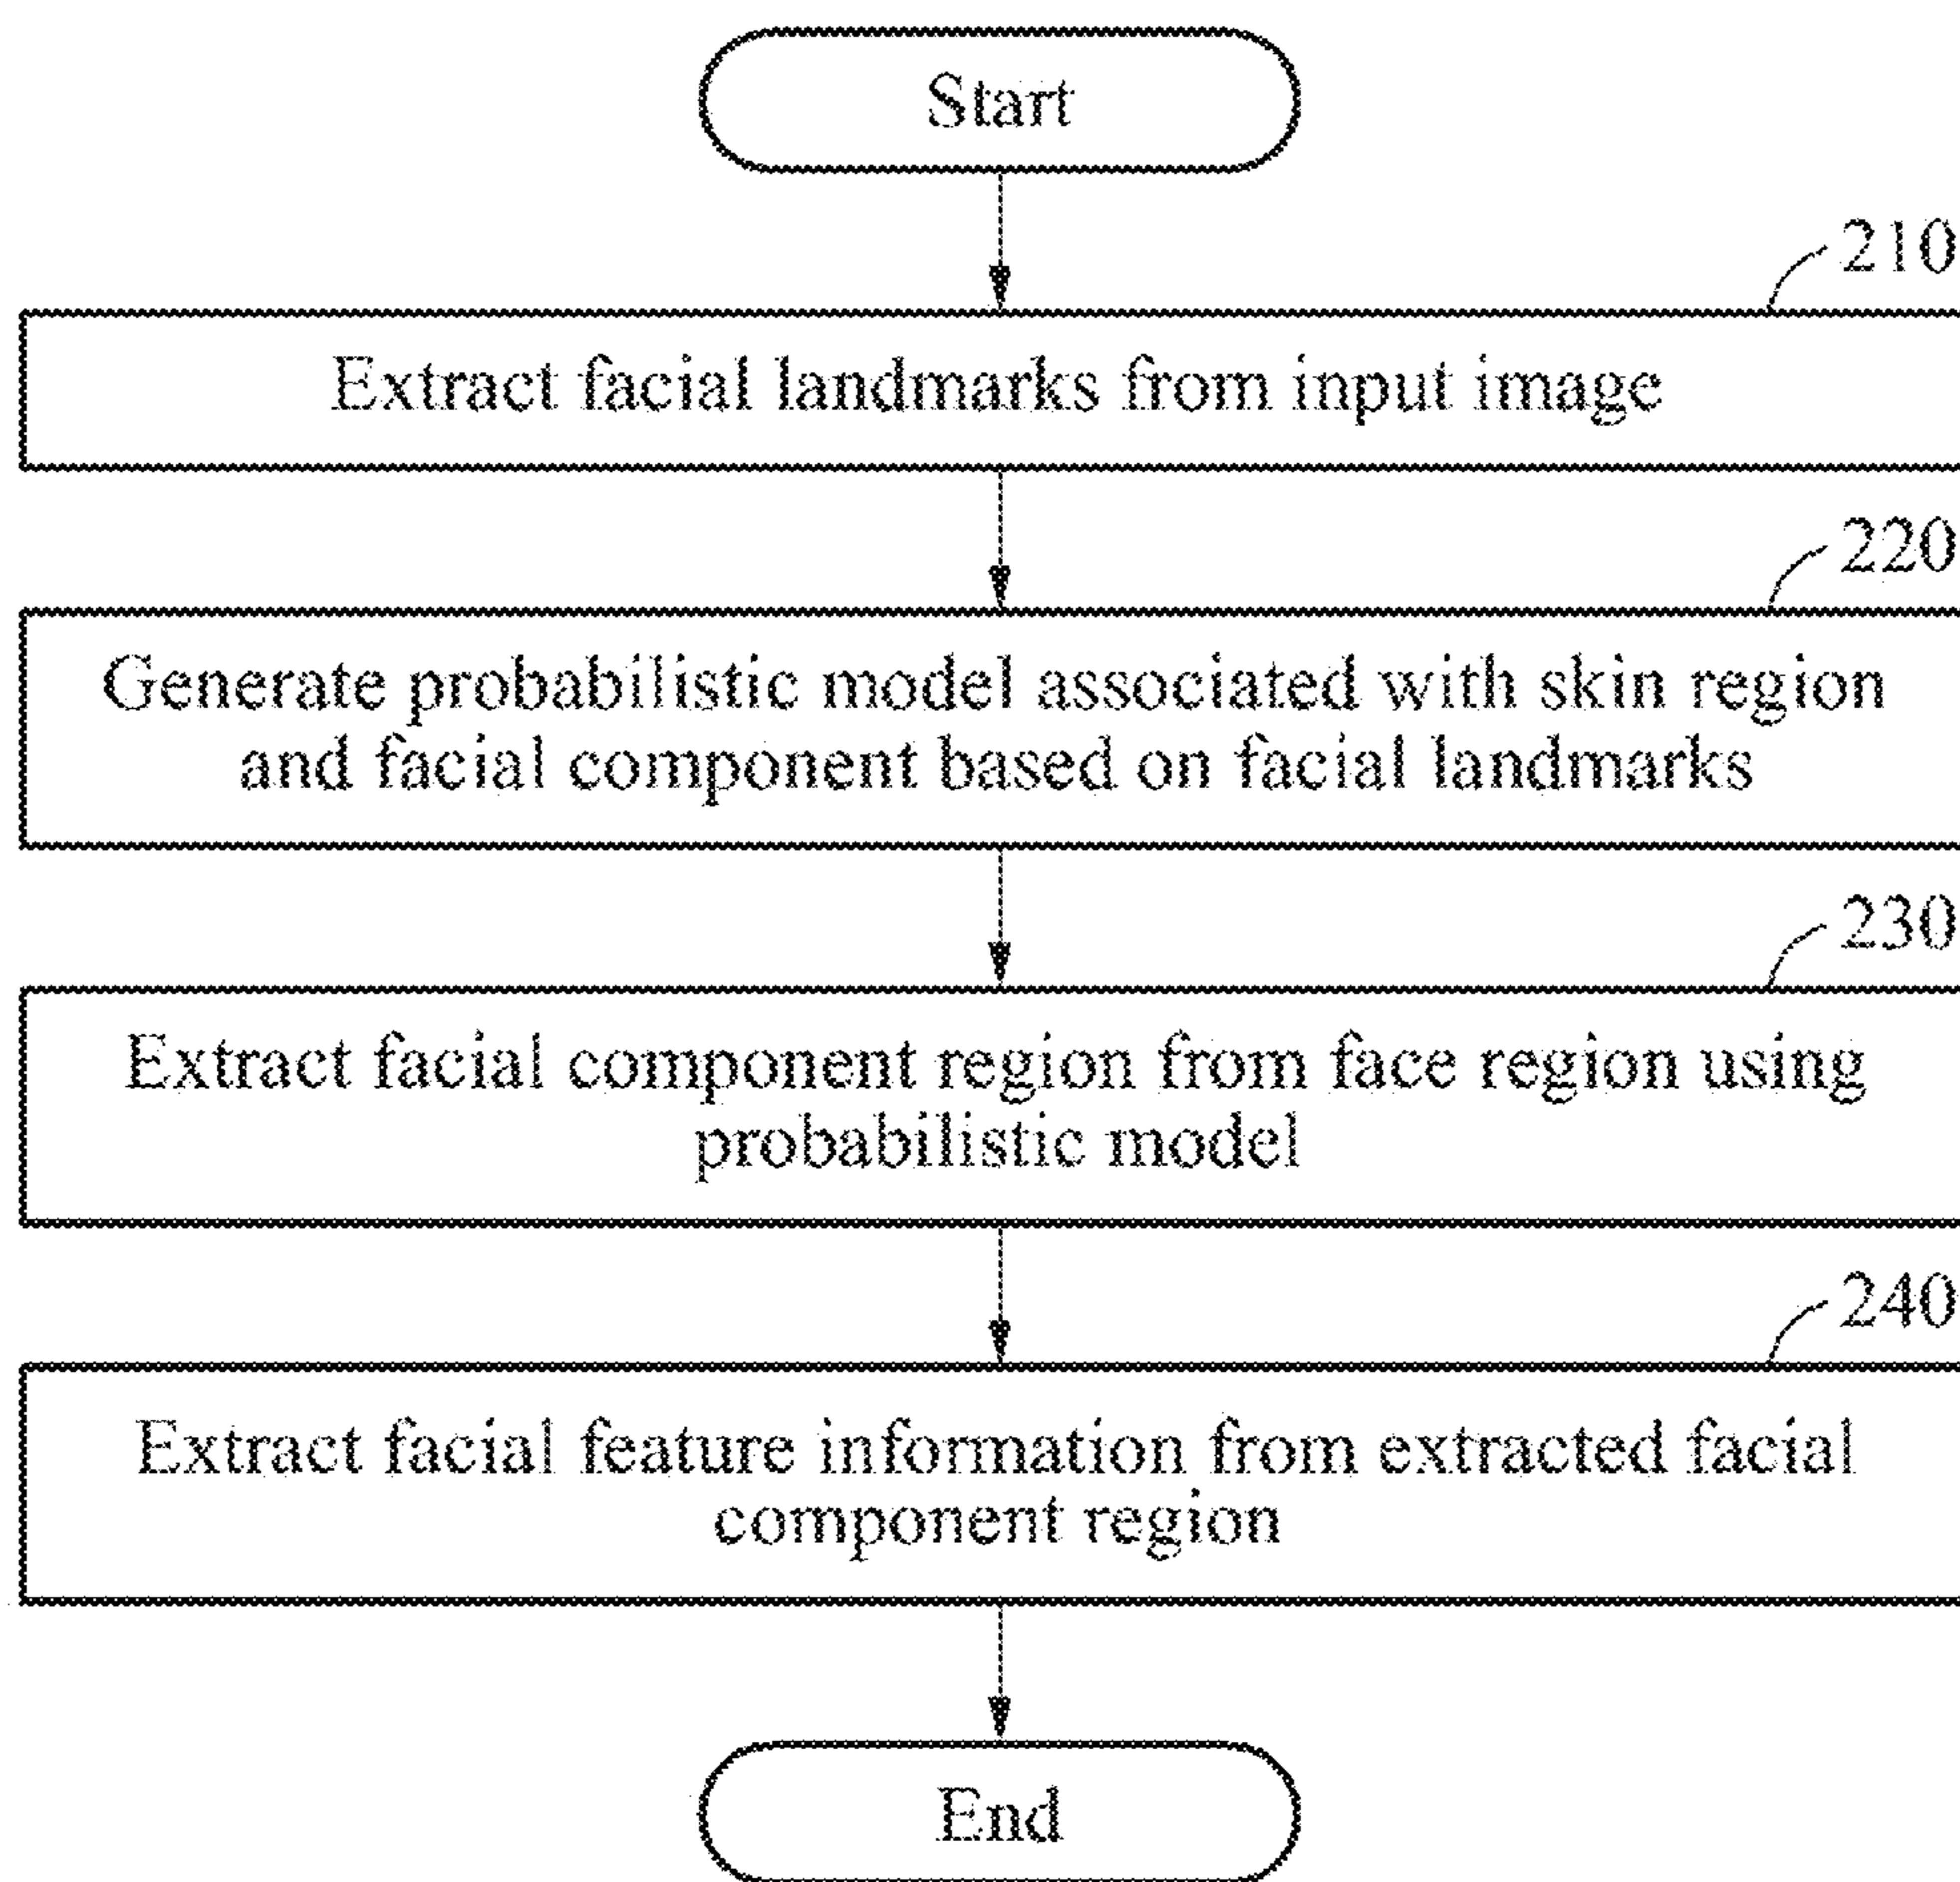 Start
210
Extract facial landmarks from input image
220
Generate probabilistic model associated with skin region
and facial component based on facial landmarks
230
Extract facial component region from face region using
probabilistic model
240
Extract facial feature information from extracted facial
component region
End